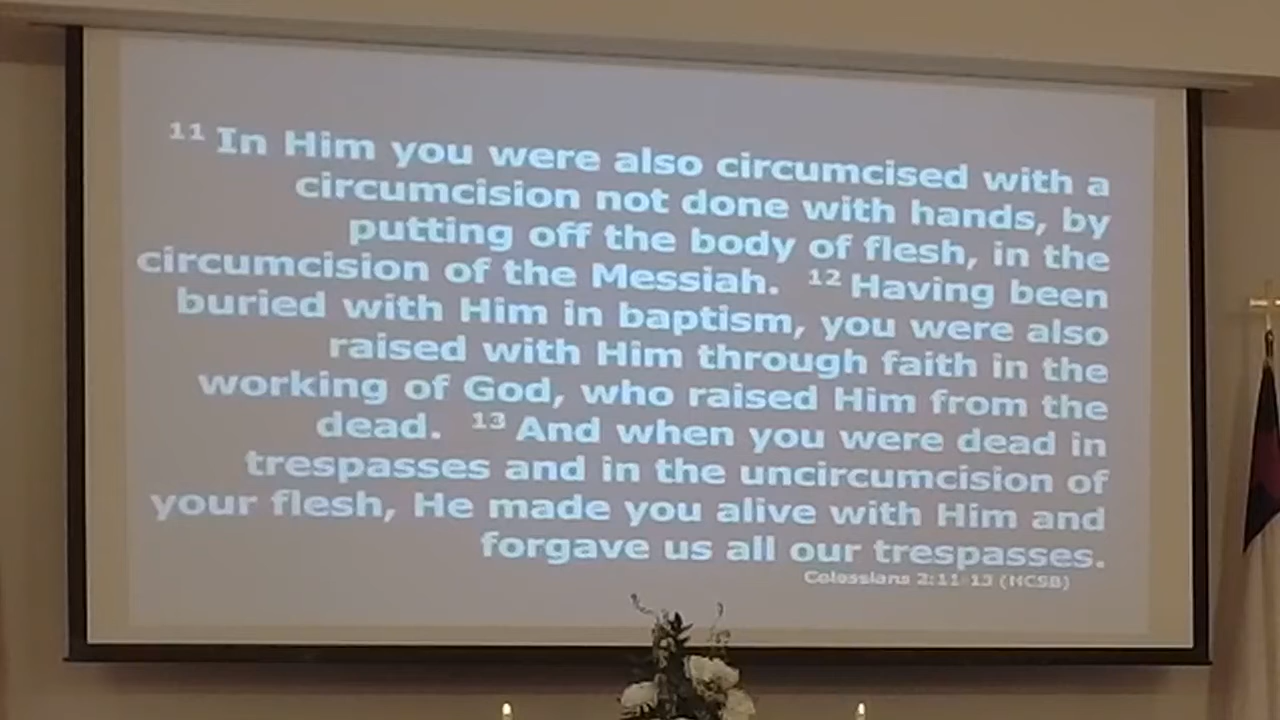 11 In Him you were also circumcised with a
circumcision not done with hands, by
putting off the body of flesh, in the
circumcision of the Messiah. 12 Having been
buried with Him in baptism, you were also
raised with Him through faith in the
working of God, who raised Him from the
dead. 13 And when you were dead in
trespasses and in the uncircumcision of
your flesh, He made you alive with Him and
forgave us all our trespasses.
Colossians 2:11-13 (HCSB)